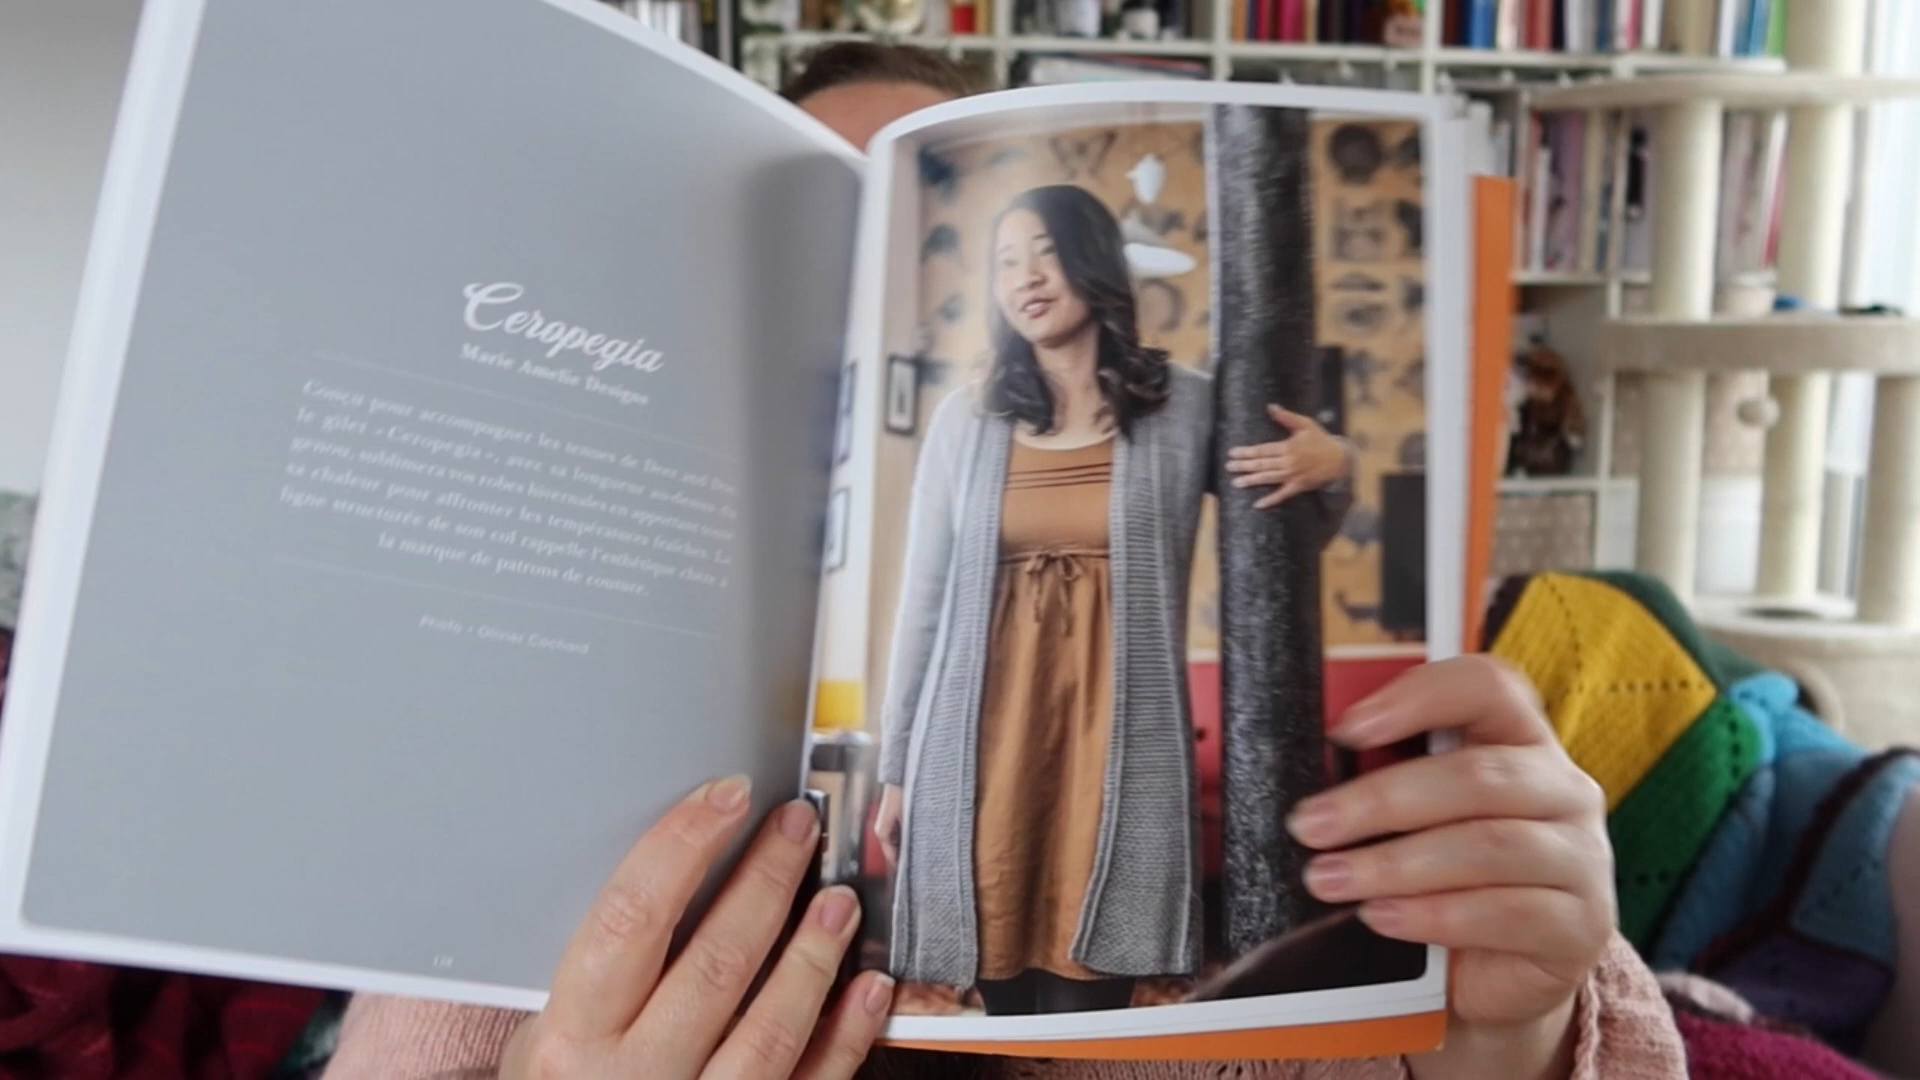 Ceropegia
Marie Amelie Designs
Conçu pour accompagner les tenues de Deer and Doe,
le gilet « Ceropegia », avec sa longueur au-dessus du
genou, sublimera vos robes hivernales en apportant toute
sa chaleur pour affronter les températures fraîches. La
ligne structurée de son col rappelle l'esthétique chère à
la marque de patrons de couture.
Photo • Olivier Cochard